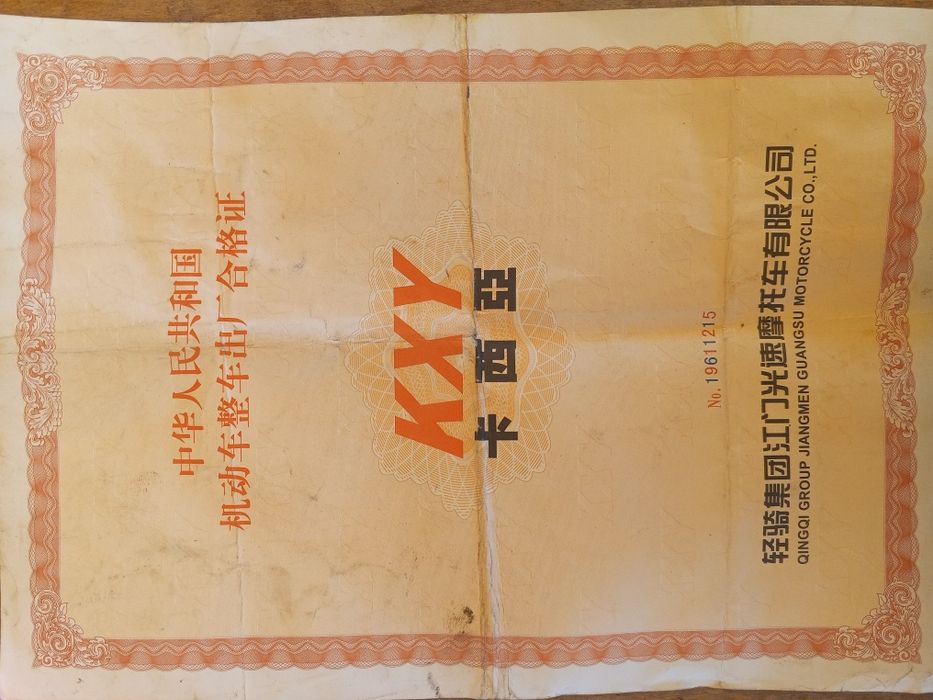 中华人民共和国
机动车整车出厂合格证
KXY
卡西亞
No.19611215
轻骑集团江门光速摩托车有限公司
QINGQI GROUP JIANGMEN GUANGSU MOTORCYCLE CO.,LTD.